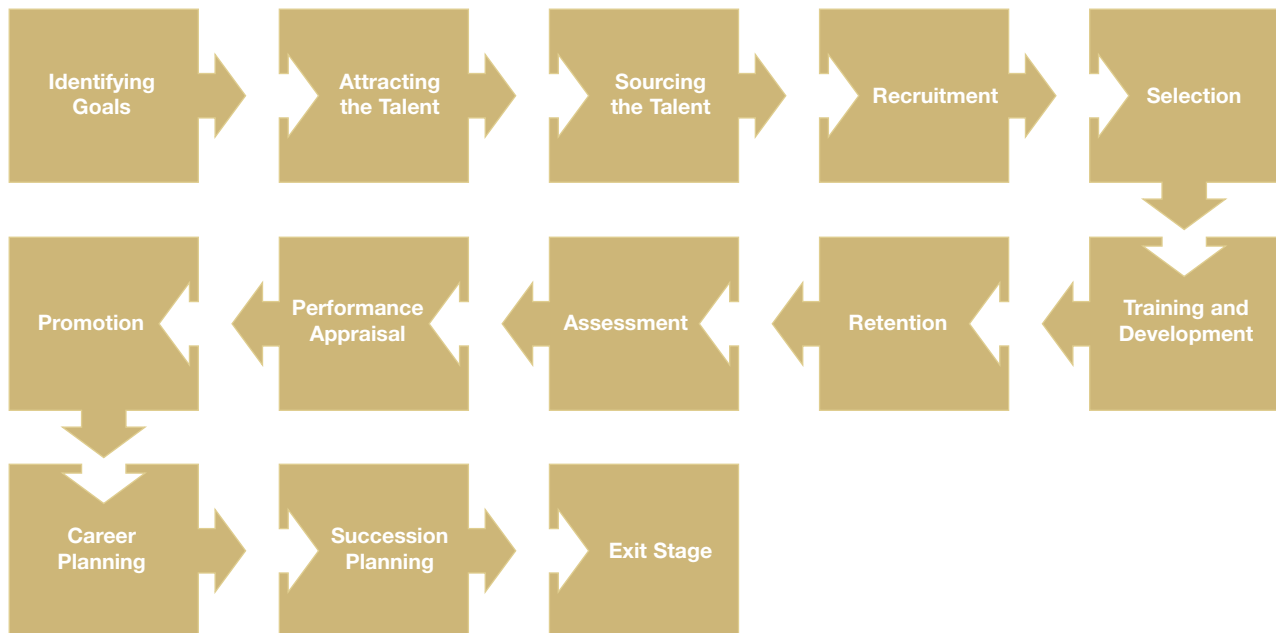 Identifying
Goals
Attracting
the Talent
Sourcing
the Talent
Recruitment
Selection
Training and
Development
Retention
Assessment
Performance
Appraisal
Promotion
Career
Planning
Succession
Planning
Exit Stage